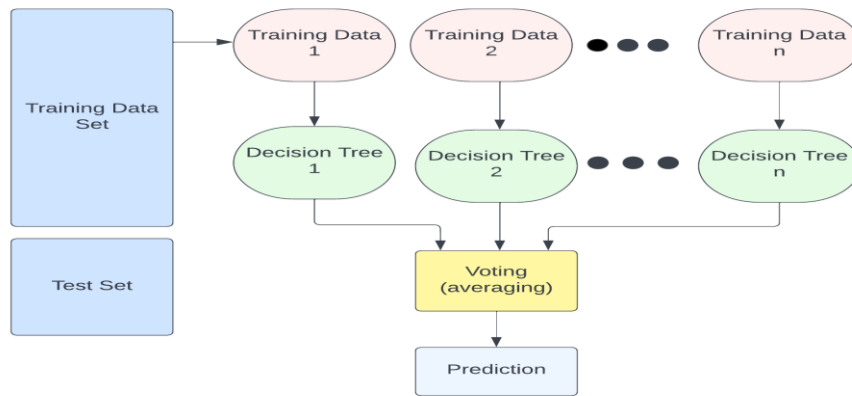 Training Data
Set
Training Data
1
Training Data
2
Training Data
n
Decision Tree
1
Decision Tree
2
Decision Tree
n
Test Set
Voting
(averaging)
Prediction